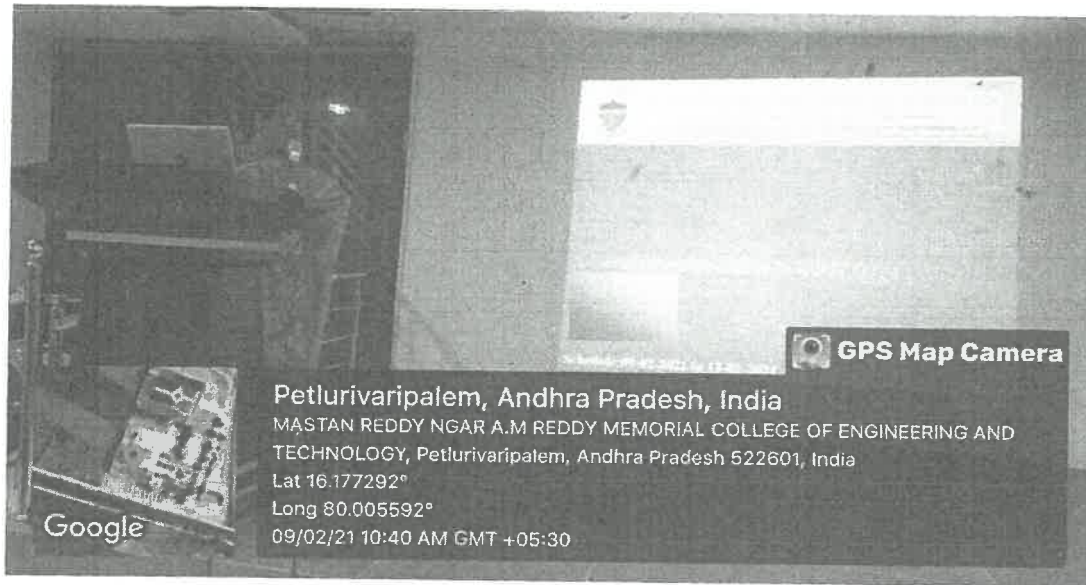 GPS Map Camera
Petlurivaripalem, Andhra Pradesh, India
MASTAN REDDY NGAR A.M REDDY MEMORIAL COLLEGE OF ENGINEERING AND
TECHNOLOGY, Petlurivaripalem, Andhra Pradesh 522601, India
Lat 16.177292°
Long 80.005592°
09/02/21 10:40 AM GMT +05:30
Google